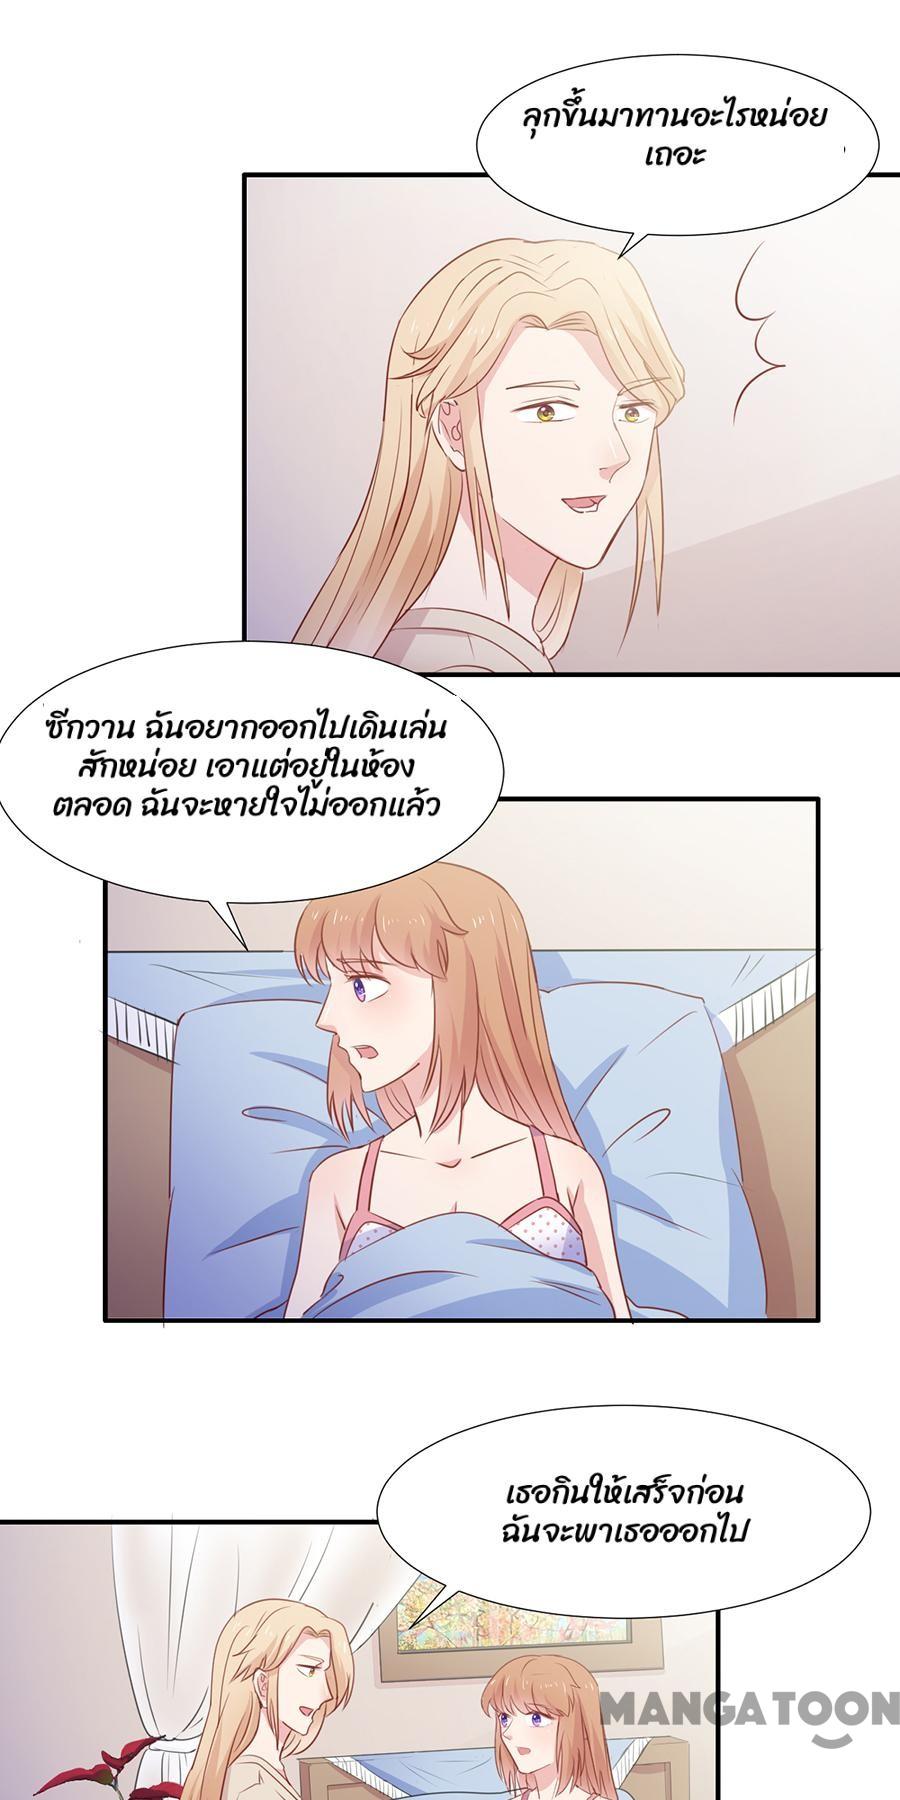 ลุกขึ้นมาทานอะไรหน่อย
เถอะ
ซีกวาน ฉันอยากออกไปเดินเล่น
สักหน่อย เอาแต่อยู่ในห้อง
ตลอด ฉันจะหายใจไม่ออกแล้ว
เธอกินให้เสร็จก่อน
ฉันจะพาเธอออกไป
MANGATOON